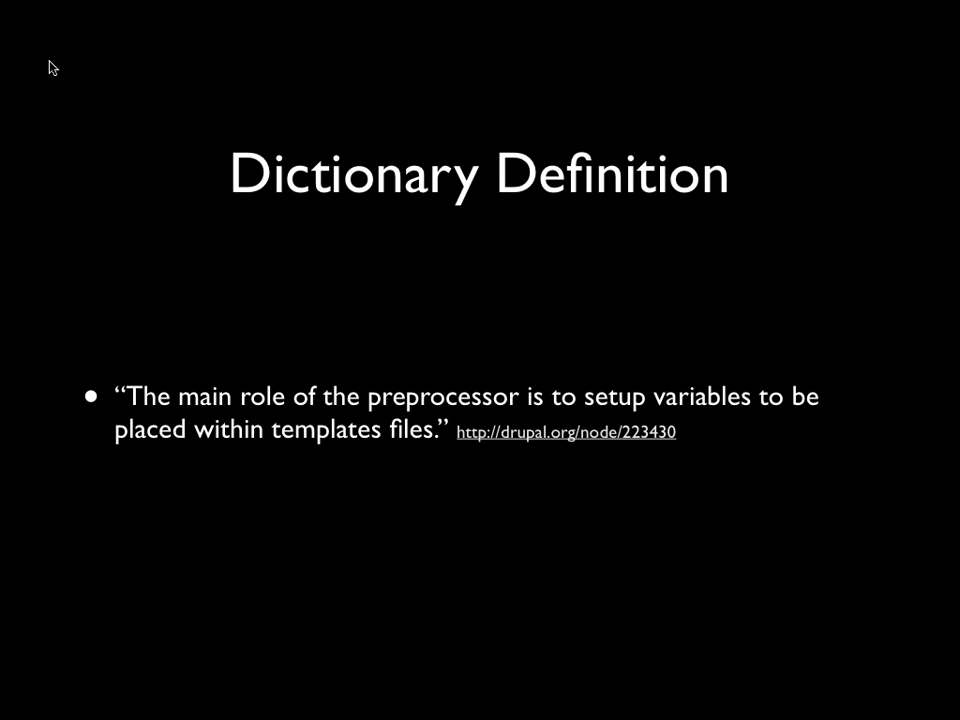 Dictionary Definition
• “The main role of the preprocessor is to setup variables to be
placed within templates files.” http://drupal.org/node/223430